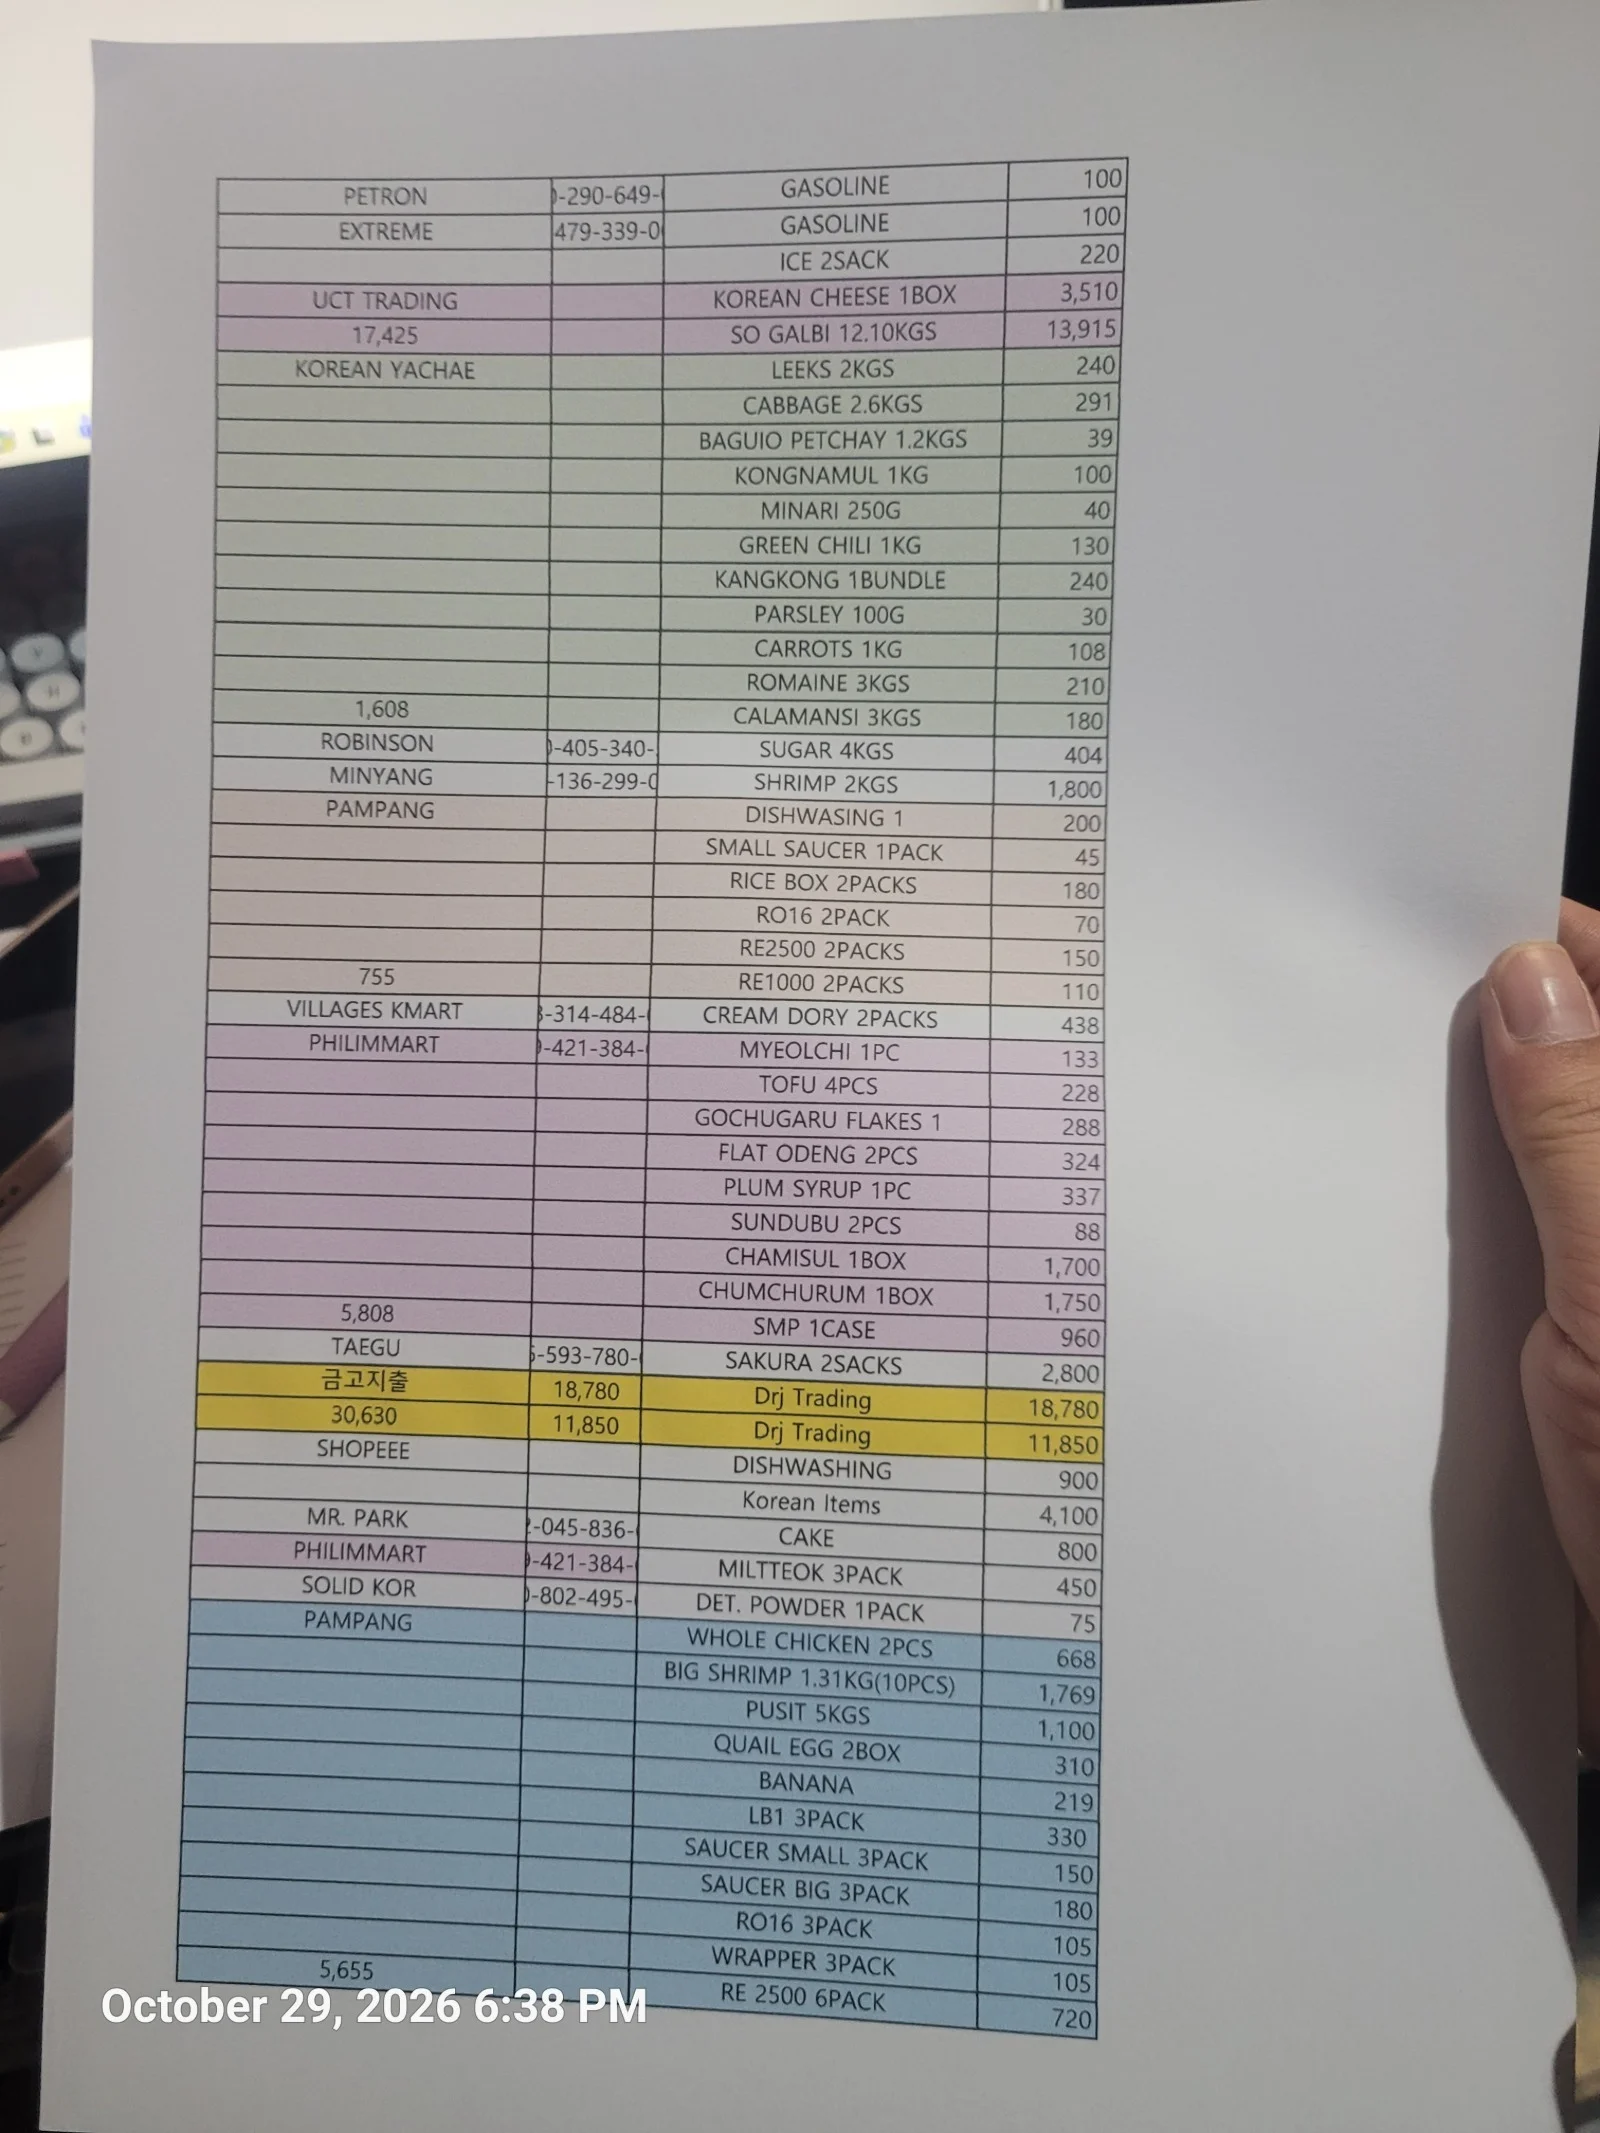 PETRON )-290-649-( GASOLINE 100
EXTREME 479-339-0 GASOLINE 100
ICE 2SACK 220
UCT TRADING KOREAN CHEESE 1BOX 3,510
17,425 SO GALBI 12.10KGS 13,915
KOREAN YACHAE LEEKS 2KGS 240
CABBAGE 2.6KGS 291
BAGUIO PETCHAY 1.2KGS 39
KONGNAMUL 1KG 100
MINARI 250G 40
GREEN CHILI 1KG 130
KANGKONG 1BUNDLE 240
PARSLEY 100G 30
CARROTS 1KG 108
ROMAINE 3KGS 210
1,608 CALAMANSI 3KGS 180
ROBINSON )-405-340- SUGAR 4KGS 404
MINYANG -136-299-0 SHRIMP 2KGS 1,800
PAMPANG DISHWASING 1 200
SMALL SAUCER 1PACK 45
RICE BOX 2PACKS 180
RO16 2PACK 70
RE2500 2PACKS 150
755 RE1000 2PACKS 110
VILLAGES KMART 3-314-484-( CREAM DORY 2PACKS 438
PHILIMMART )-421-384-( MYEOLCHI 1PC 133
TOFU 4PCS 228
GOCHUGARU FLAKES 1 288
FLAT ODENG 2PCS 324
PLUM SYRUP 1PC 337
SUNDUBU 2PCS 88
CHAMISUL 1BOX 1,700
CHUMCHURUM 1BOX 1,750
5,808 SMP 1CASE 960
TAEGU 5-593-780-( SAKURA 2SACKS 2,800
금고지출 18,780 Drj Trading 18,780
30,630 11,850 Drj Trading 11,850
SHOPEEE DISHWASHING 900
Korean Items 4,100
MR. PARK -045-836-( CAKE 800
PHILIMMART )-421-384-( MILTTEOK 3PACK 450
SOLID KOR )-802-495-( DET. POWDER 1PACK 75
PAMPANG WHOLE CHICKEN 2PCS 668
BIG SHRIMP 1.31KG(10PCS) 1,769
PUSIT 5KGS 1,100
QUAIL EGG 2BOX 310
BANANA 219
LB1 3PACK 330
SAUCER SMALL 3PACK 150
SAUCER BIG 3PACK 180
RO16 3PACK 105
WRAPPER 3PACK 105
5,655 RE 2500 6PACK 720
October 29, 2026 6:38 PM